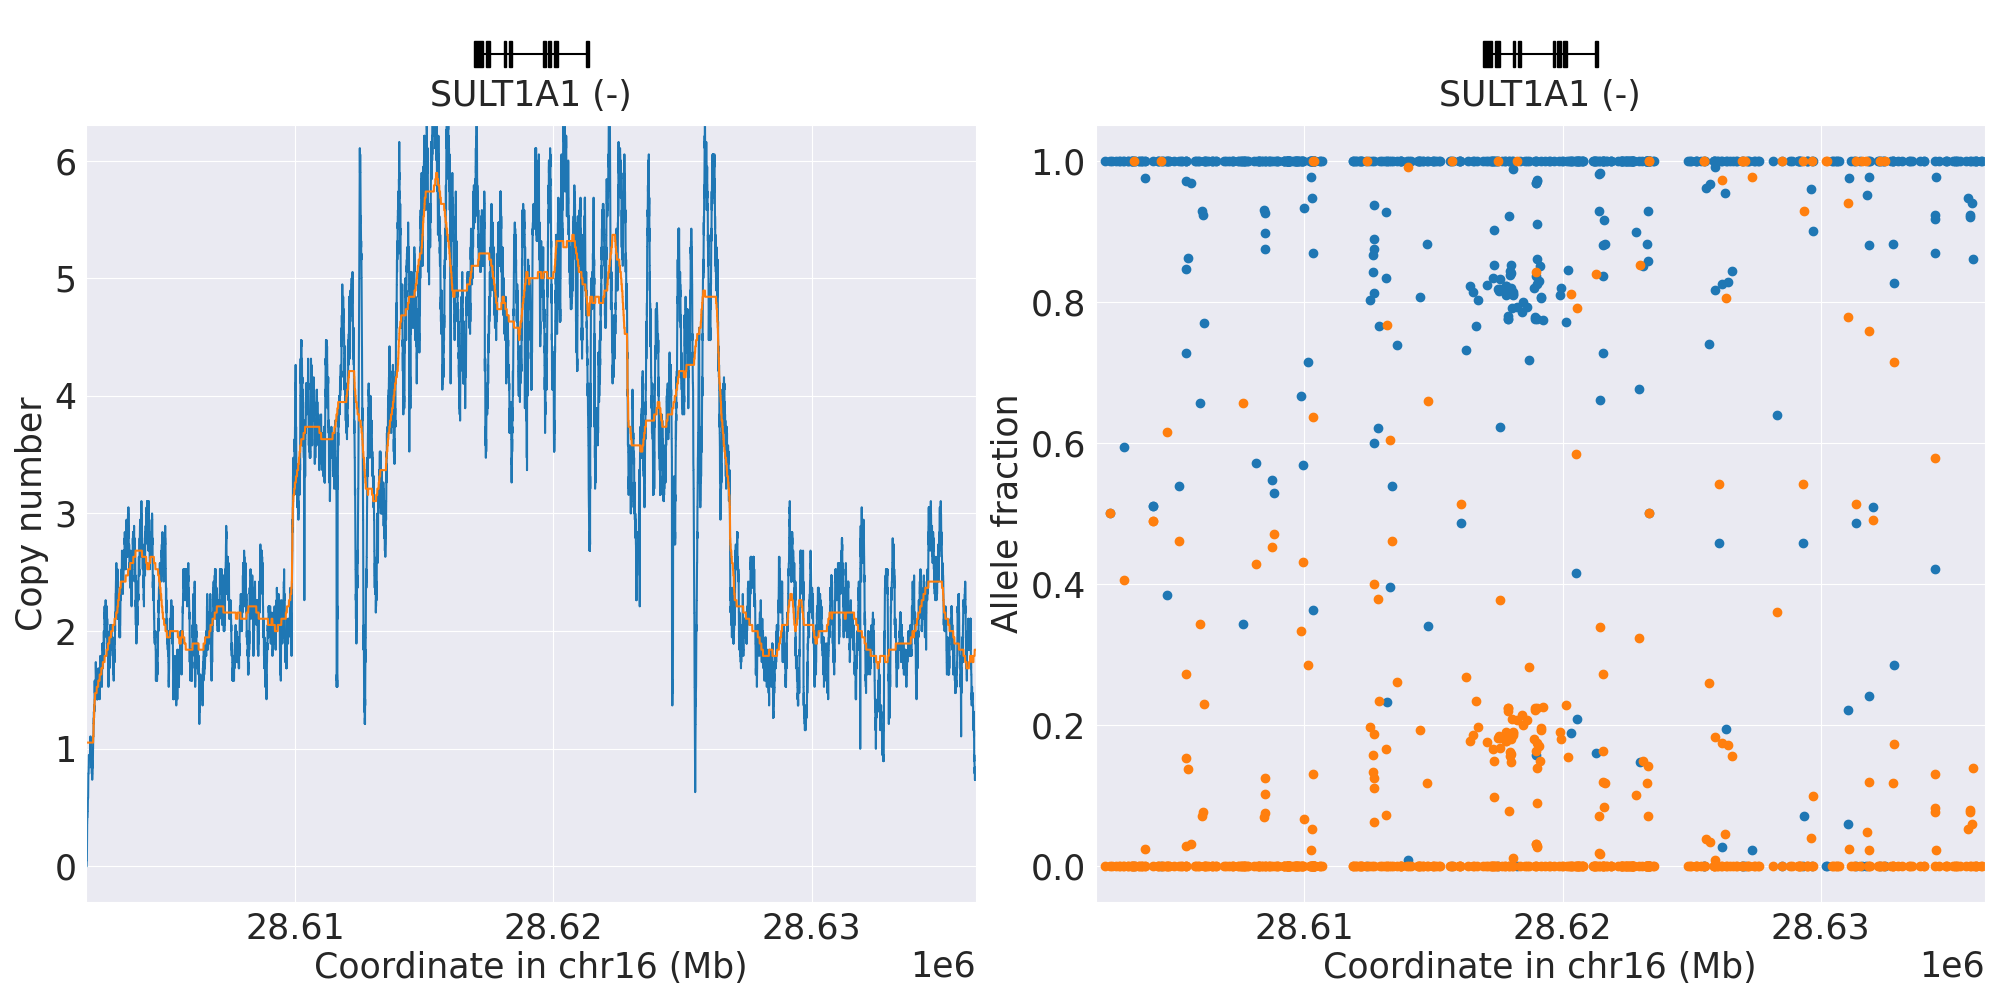 SULT1A1 (-)
6
5
4
3
2
1
0
Copy number
28.61
28.62
28.63
Coordinate in chr16 (Mb)
1e6
SULT1A1 (-)
1.0
0.8
0.6
0.4
0.2
0.0
Allele fraction
28.61
28.62
28.63
Coordinate in chr16 (Mb)
1e6